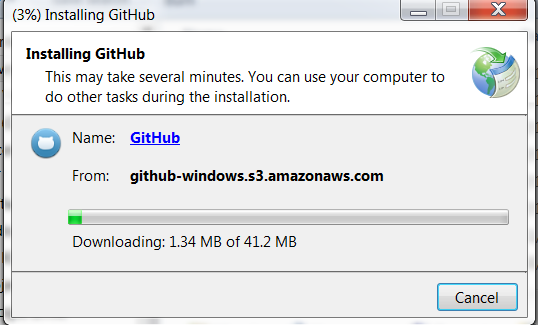 (3%) Installing GitHub
Installing GitHub
This may take several minutes. You can use your computer to
do other tasks during the installation.
Name: GitHub
From: github-windows.s3.amazonaws.com
Downloading: 1.34 MB of 41.2 MB
Cancel